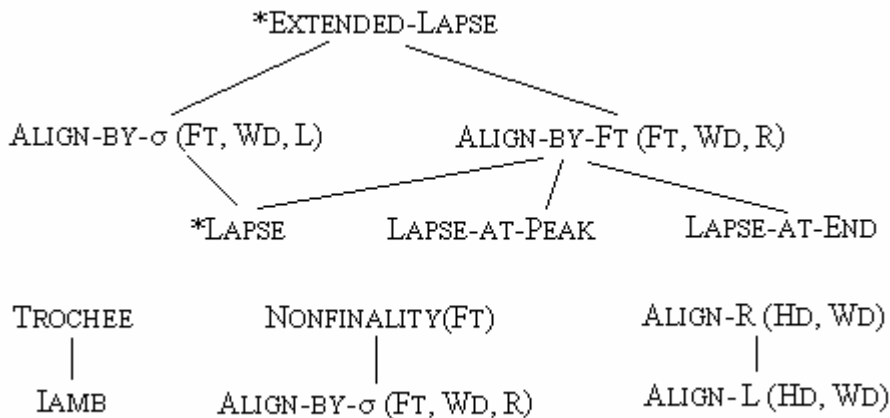 *EXTENDED-LAPSE
ALIGN-BY-σ (FT, WD, L) ALIGN-BY-FT (FT, WD, R)
*LAPSE LAPSE-AT-PEAK LAPSE-AT-END
TROCHEE NONFINALITY(FT) ALIGN-R (HD, WD)
IAMB ALIGN-BY-σ (FT, WD, R) ALIGN-L (HD, WD)